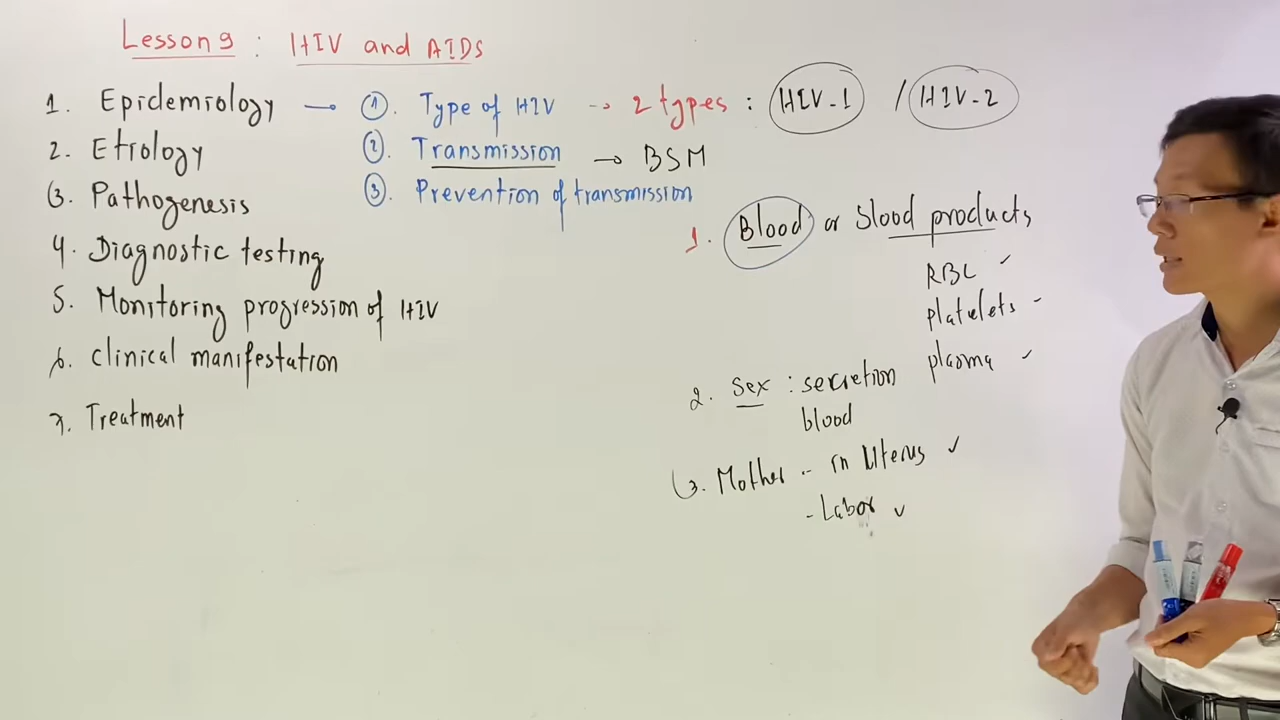 Lesson 9 : HIV and AIDS
1. Epidemiology → ①. Type of HIV → 2 types : HIV-1 / HIV-2
2. Etiology ②. Transmission → BSM
3. Pathogenesis ③. Prevention of transmission
1. Blood or blood products
4. Diagnostic testing
RBC ✓
5. Monitoring progression of HIV
platelets -
6. clinical manifestation
plasma ✓
2. Sex : secretion
blood
7. Treatment
3. Mother - in Uterus ✓
- Labor ✓